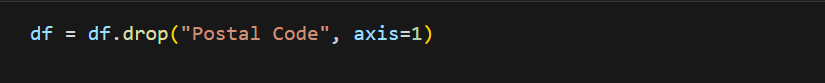 df = df.drop("Postal Code", axis=1)